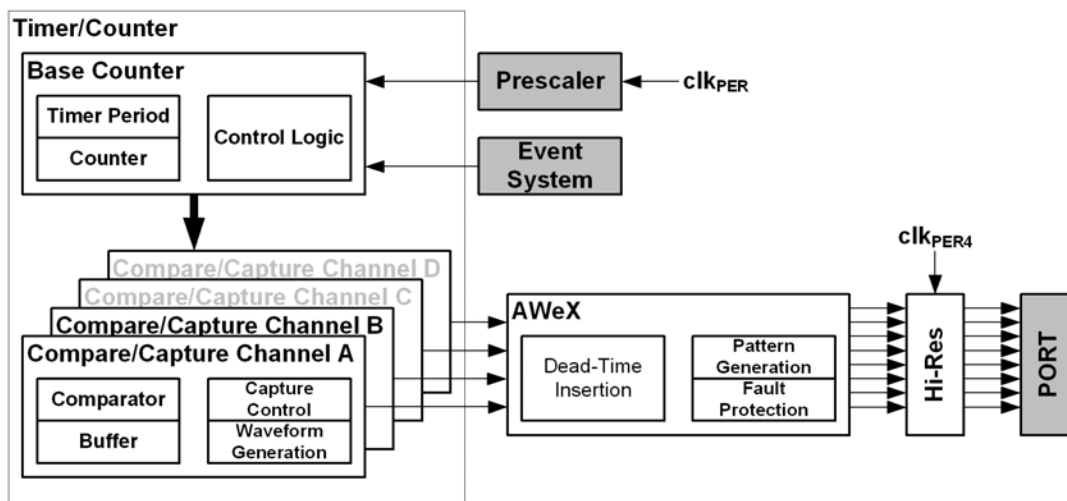 Timer/Counter
Base Counter
Timer Period
Counter
Control Logic
Prescaler
clkPER
Event
System
Compare/Capture Channel D
Compare/Capture Channel C
Compare/Capture Channel B
Compare/Capture Channel A
Comparator
Buffer
Capture
Control
Waveform
Generation
AWeX
Dead-Time
Insertion
Pattern
Generation
Fault
Protection
clkPER4
Hi-Res
PORT